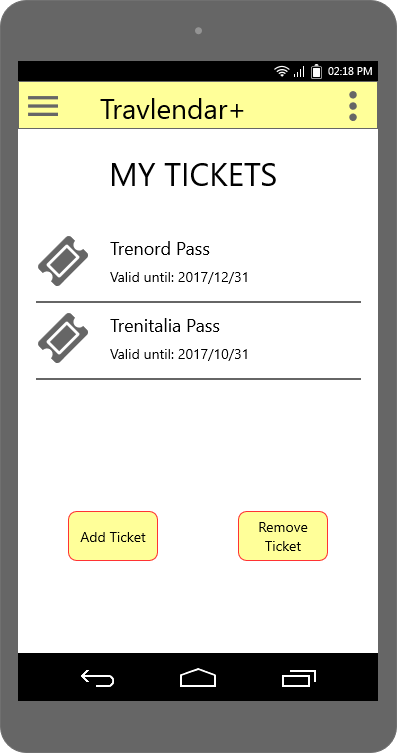 02:18 PM
Travlendar+
MY TICKETS
Trenord Pass
Valid until: 2017/12/31
Trenitalia Pass
Valid until: 2017/10/31
Add Ticket
Remove
Ticket